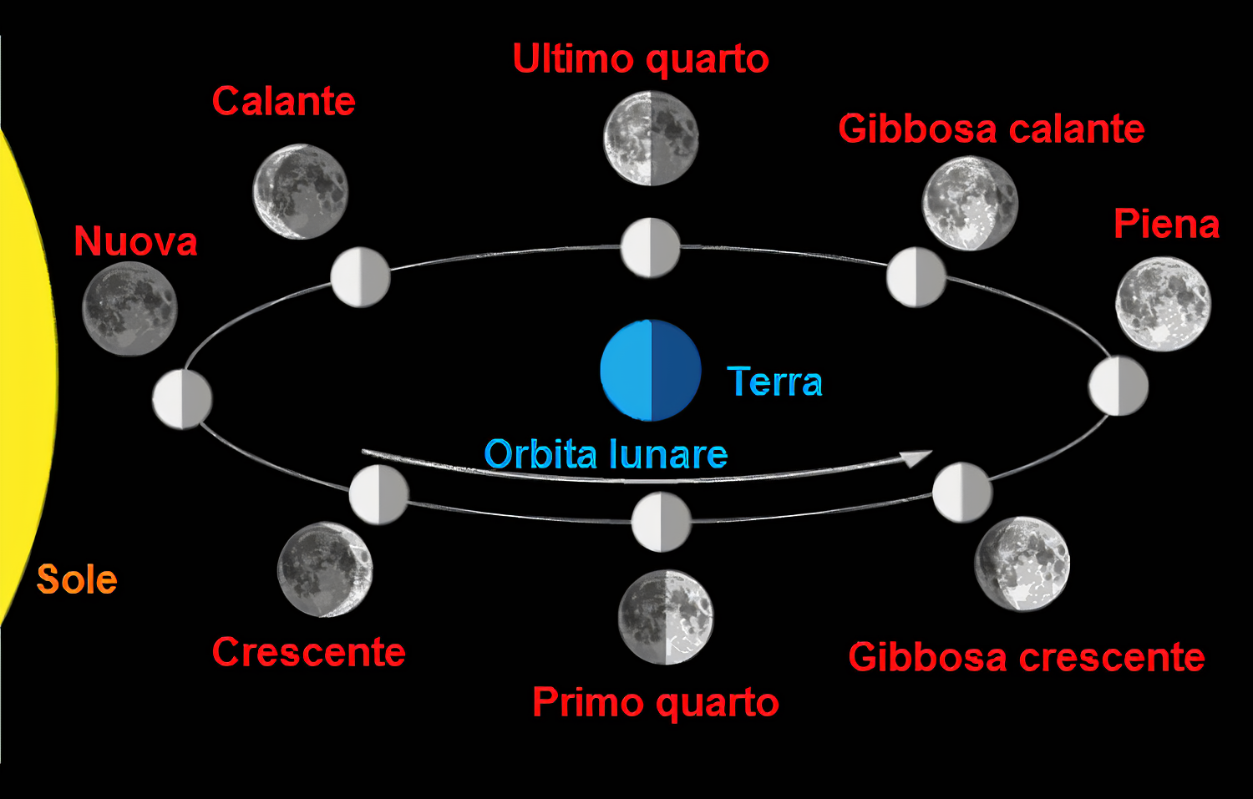 Ultimo quarto
Calante
Gibbosa calante
Piena
Nuova
Terra
Orbita lunare
Sole
Crescente
Gibbosa crescente
Primo quarto